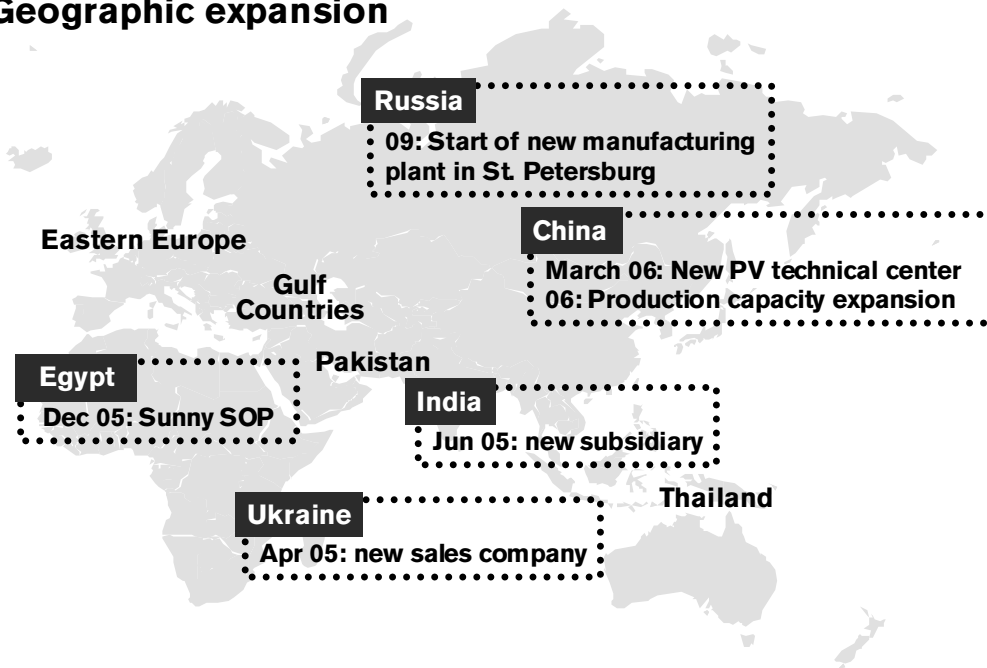 Geographic expansion
Russia
09: Start of new manufacturing
plant in St. Petersburg
China
March 06: New PV technical center
06: Production capacity expansion
Eastern Europe
Gulf
Countries
Pakistan
Egypt
Dec 05: Sunny SOP
India
Jun 05: new subsidiary
Thailand
Ukraine
Apr 05: new sales company